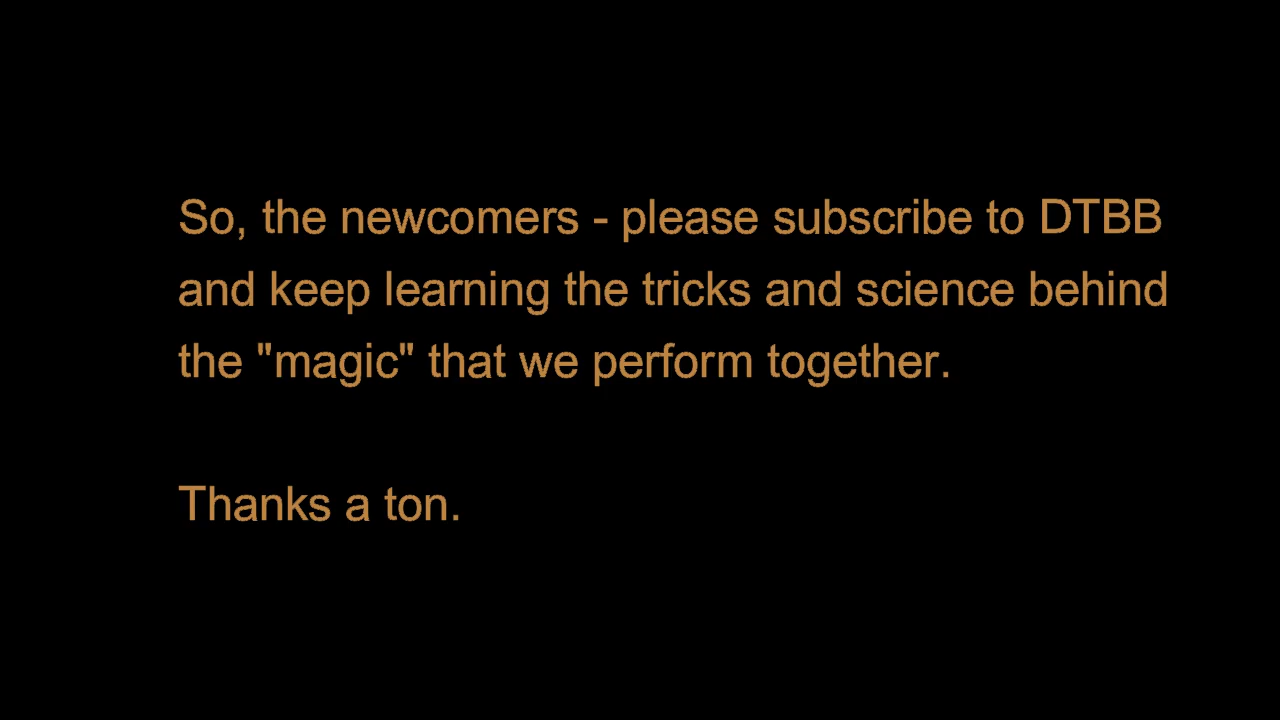 So, the newcomers - please subscribe to DTBB
and keep learning the tricks and science behind
the "magic" that we perform together.
Thanks a ton.